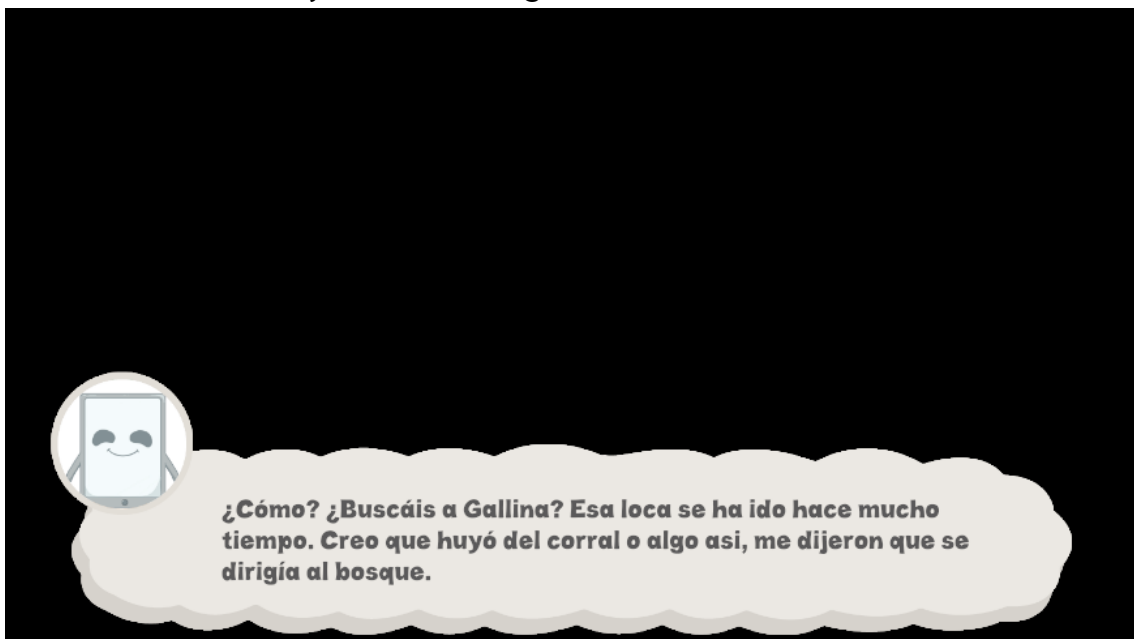 ¿Cómo? ¿Buscáis a Gallina? Esa loca se ha ido hace mucho
tiempo. Creo que huyó del corral o algo asi, me dijeron que se
dirigía al bosque.